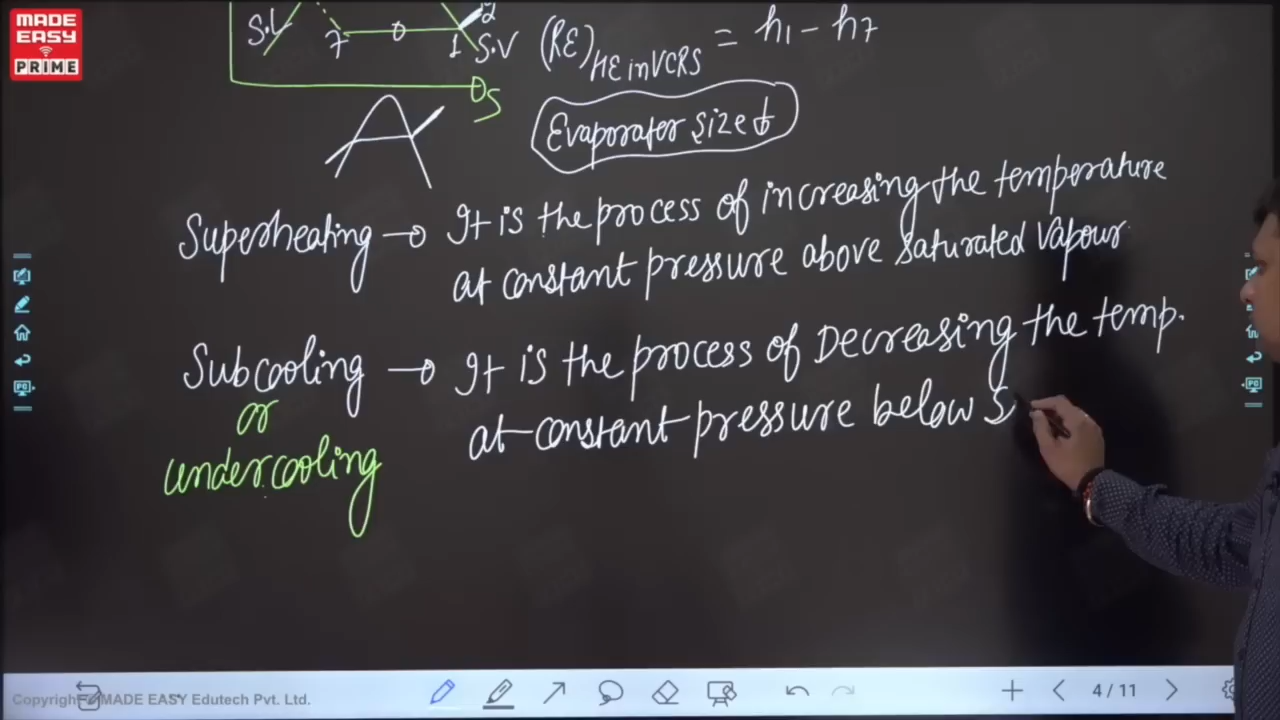 MADE
EASY
PRIME
S.L
7
1
2
S.V
S
(RE)HE in VCRS = h1 - h7
Evaporator size ↓
Superheating → It is the process of increasing the temperature
at constant pressure above saturated vapour.
Subcooling → It is the process of Decreasing the temp.
or
undercooling
at constant pressure below S
PC
PC
Copyright © MADE EASY Edutech Pvt. Ltd.
4 / 11